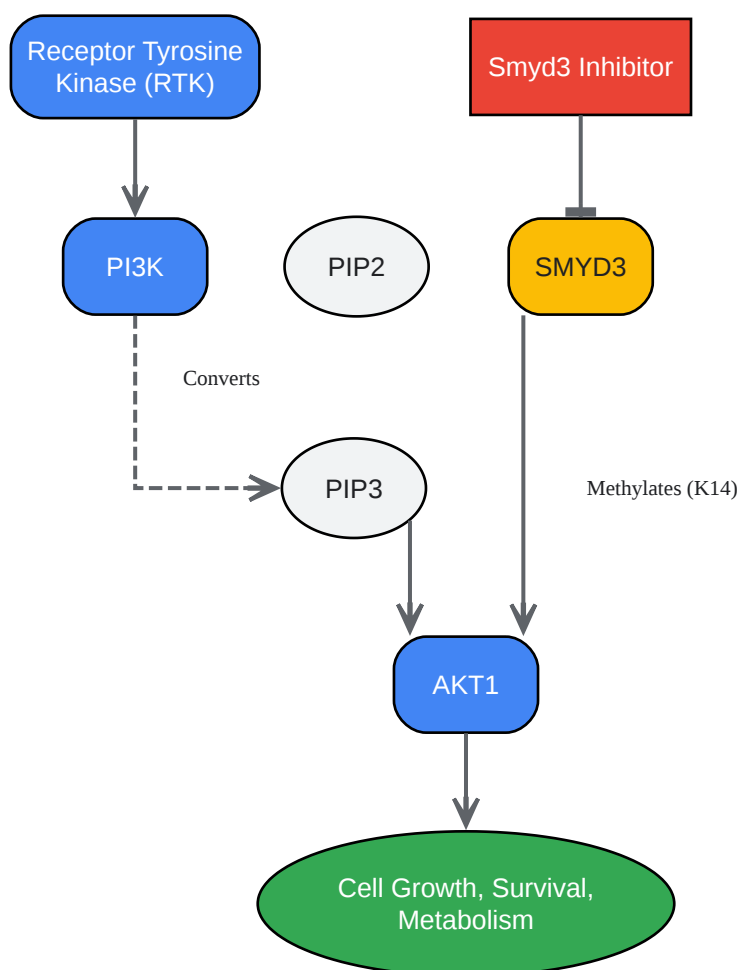 Receptor Tyrosine
Kinase (RTK)
Smyd3 Inhibitor
PI3K
PIP2
SMYD3
Converts
PIP3
Methylates (K14)
AKT1
Cell Growth, Survival,
Metabolism